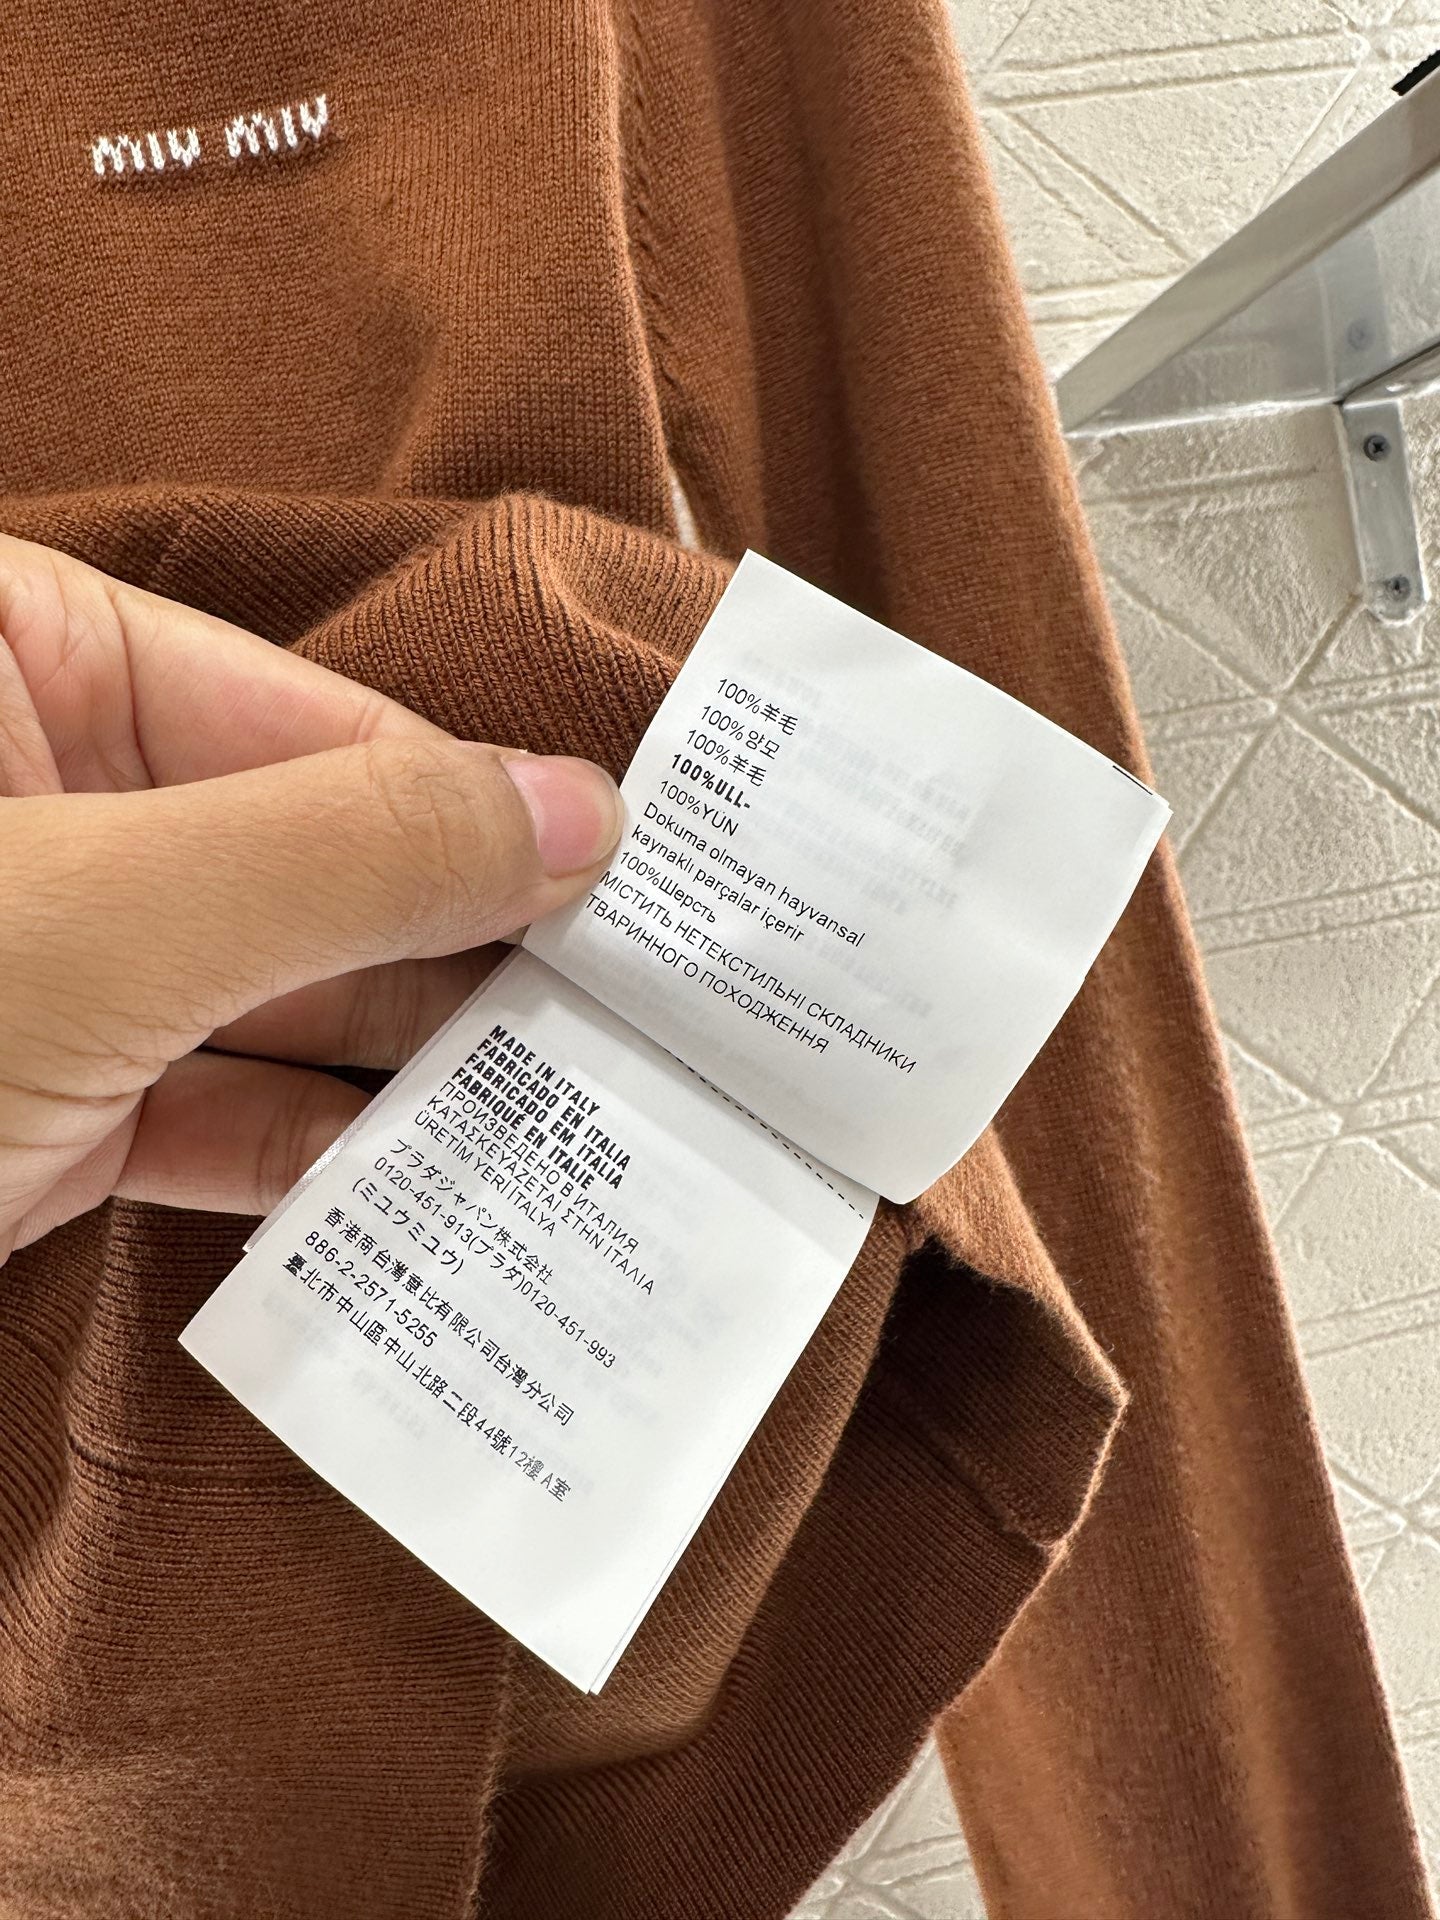 MIU MIU
100%羊毛
100%양모
100%羊毛
100%ULL-
100%YÜN
Dokuma olmayan hayvansal
kaynaklı parçalar içerir
100%Шерсть
МІСТИТЬ НЕТЕКСТИЛЬНІ СКЛАДНИКИ
ТВАРИННОГО ПОХОДЖЕННЯ
MADE IN ITALY
FABRICADO EN ITALIA
FABRICADO EM ITALIA
FABRIQUÉ EN ITALIE
ПРОИЗВЕДЕНО В ИТАЛИЯ
ΚΑΤΑΣΚΕΥΑΖΕΤΑΙ ΣΤΗΝ ΙΤΑΛΙΑ
ÜRETİM YERİ İTALYA
プラダジャパン株式会社
0120-451-913(プラダ)0120-451-993
(ミュウミュウ)
香港商台灣意比有限公司台灣分公司
886-2-2571-5255
臺北市中山區中山北路二段44號12樓A室